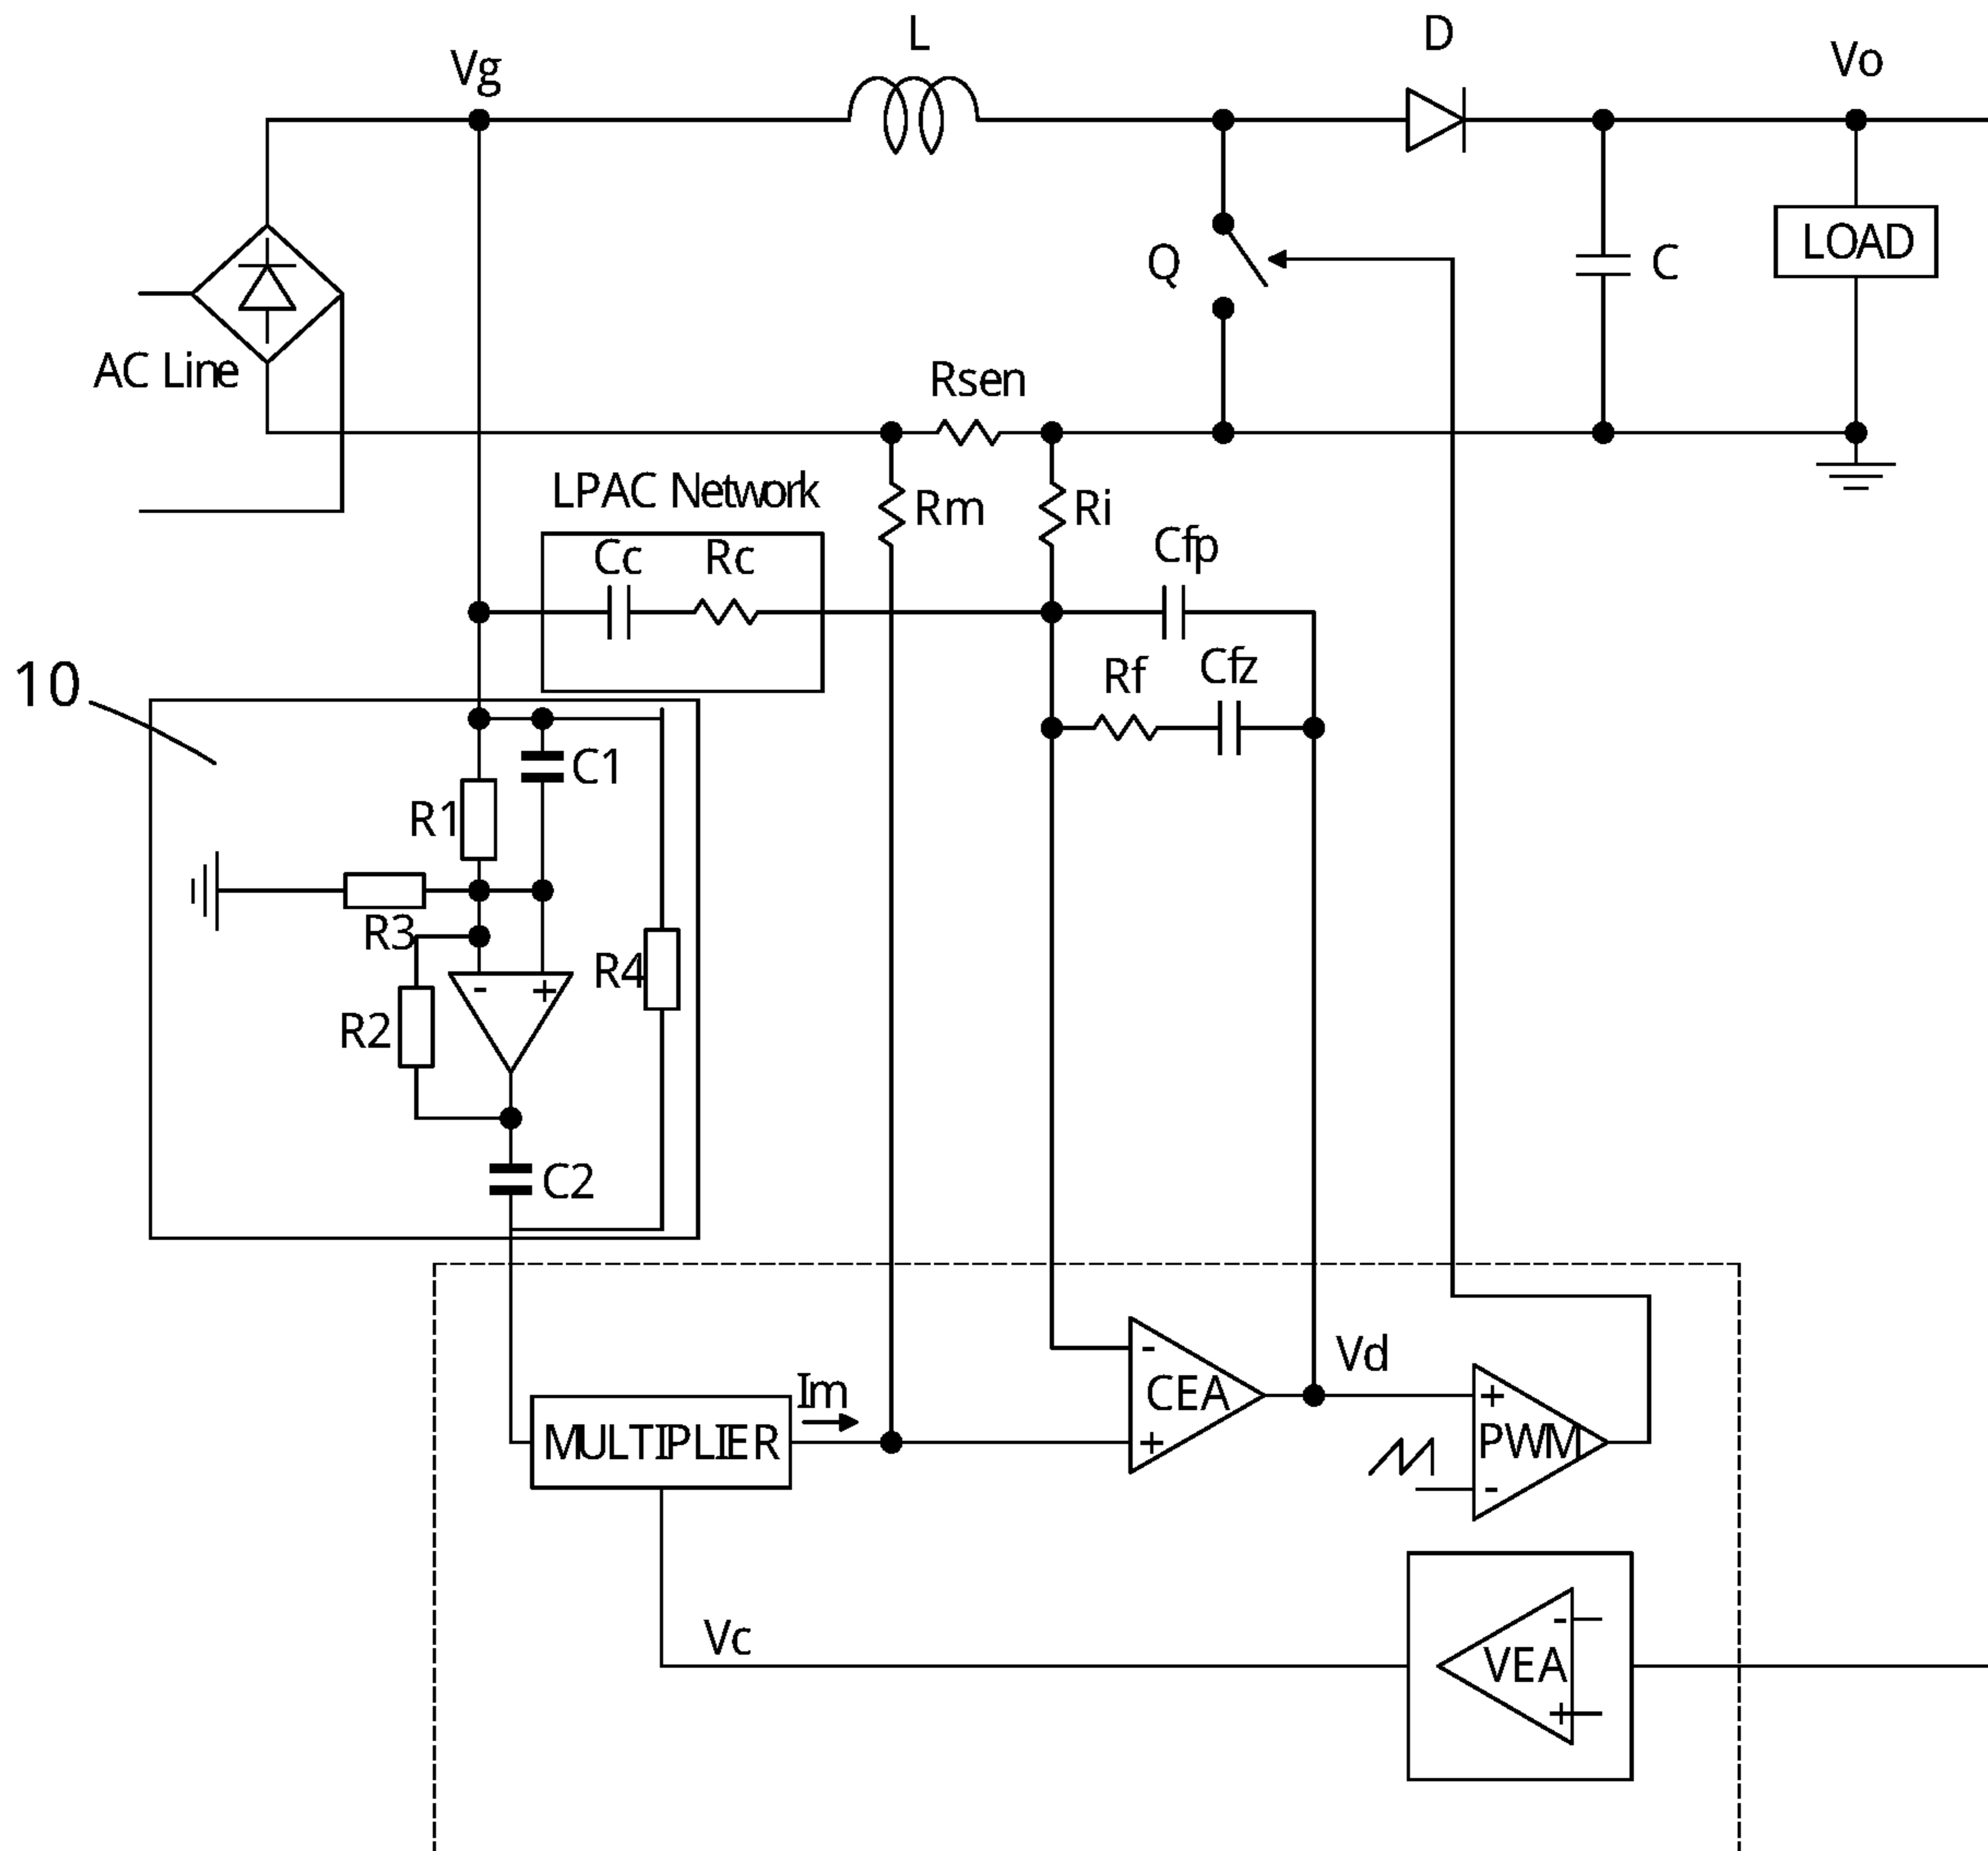 L
D
Vg
Vo
Q
C
LOAD
AC Line
Rsen
LPAC Network
Rm
Ri
Cc
Rc
Cfp
10
Rf
Cfz
C1
R1
R3
R4
- +
R2
C2
Im
Vd
-
CEA
+
MULTIPLIER
+
PWM
-
Vc
-
VEA
+